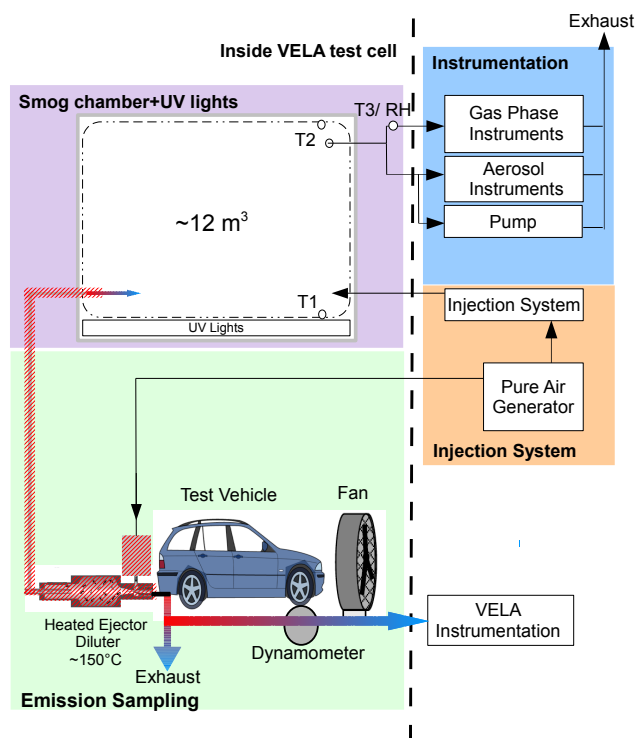 Exhaust
Inside VELA test cell
Instrumentation
Smog chamber+UV lights
T3/ RH
Gas Phase
Instruments
T2
Aerosol
Instruments
~12 m³
Pump
T1
Injection System
UV Lights
Pure Air
Generator
Injection System
Test Vehicle
Fan
VELA
Instrumentation
Heated Ejector
Diluter
~150°C
Dynamometer
Exhaust
Emission Sampling